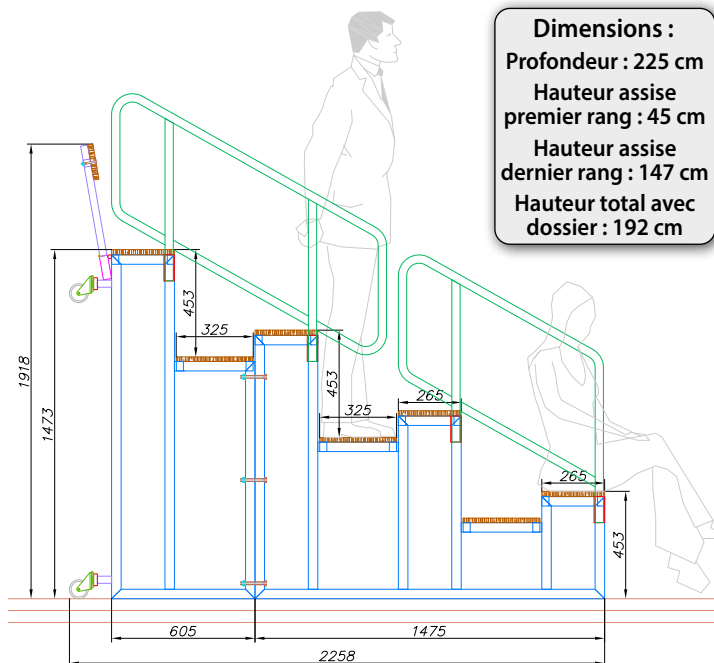 Dimensions :
Profondeur : 225 cm
Hauteur assise
premier rang : 45 cm
Hauteur assise
dernier rang : 147 cm
Hauteur total avec
dossier : 192 cm
453
325
453
265
325
1918
1473
265
453
605
1475
2258